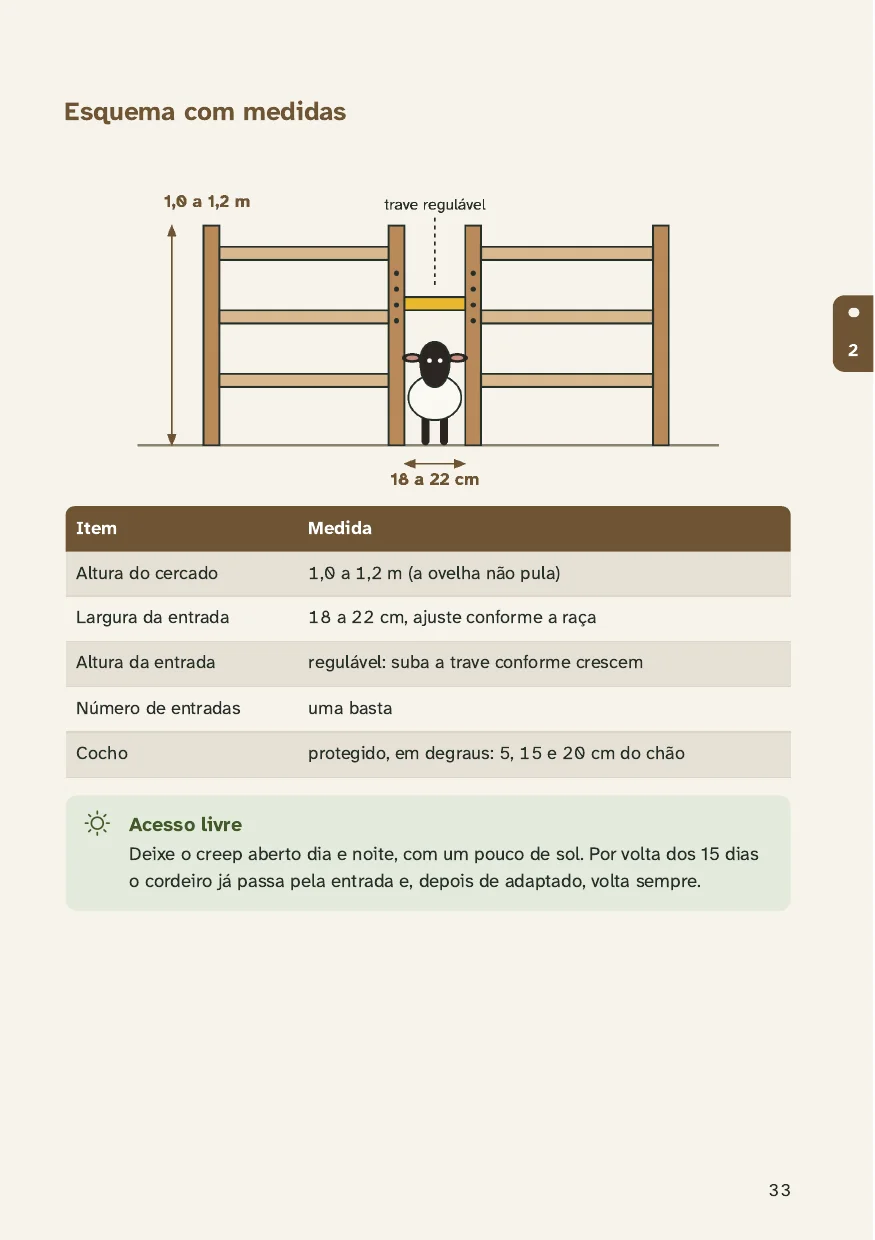 Esquema com medidas
1,0 a 1,2 m
trave regulável
2
18 a 22 cm
Item Medida
Altura do cercado 1,0 a 1,2 m (a ovelha não pula)
Largura da entrada 18 a 22 cm, ajuste conforme a raça
Altura da entrada regulável: suba a trave conforme crescem
Número de entradas uma basta
Cocho protegido, em degraus: 5, 15 e 20 cm do chão
Acesso livre
Deixe o creep aberto dia e noite, com um pouco de sol. Por volta dos 15 dias
o cordeiro já passa pela entrada e, depois de adaptado, volta sempre.
33